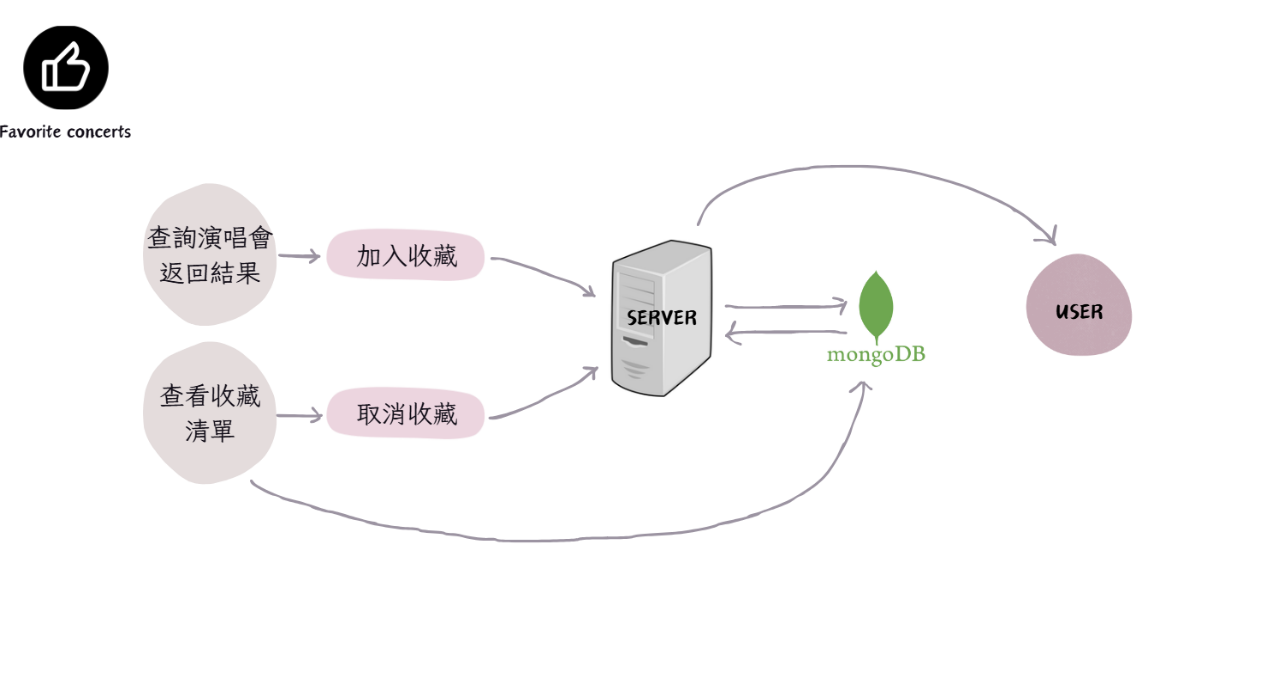 Favorite concerts
查詢演唱會
返回結果
加入收藏
SERVER
mongoDB
USER
查看收藏
清單
取消收藏